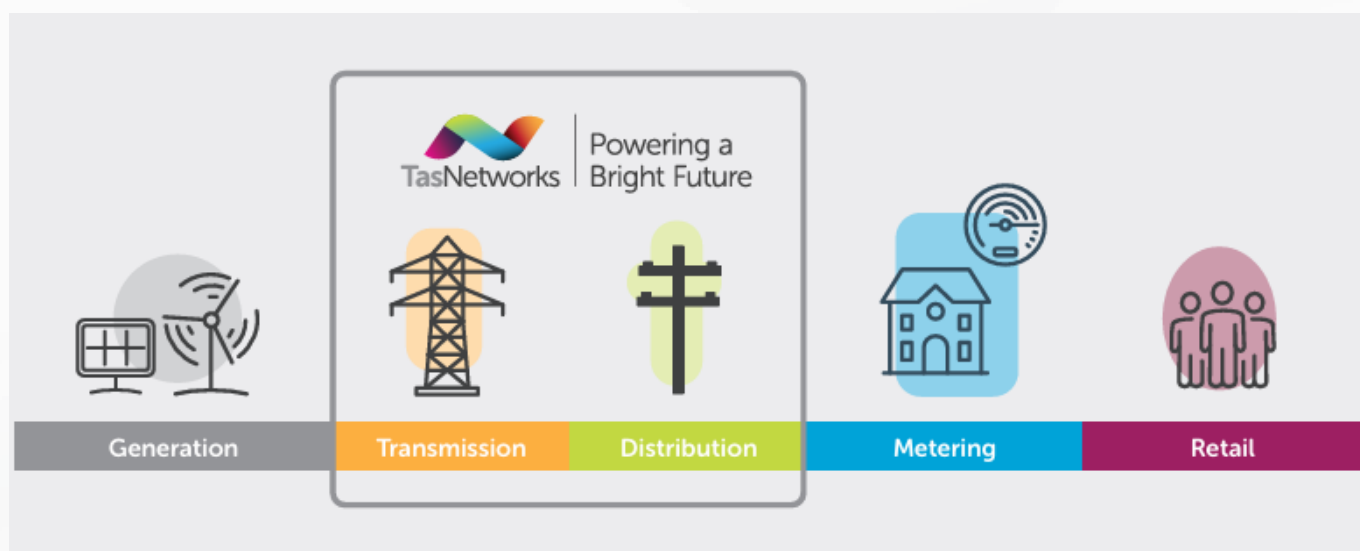 TasNetworks
Powering a
Bright Future
Generation
Transmission
Distribution
Metering
Retail